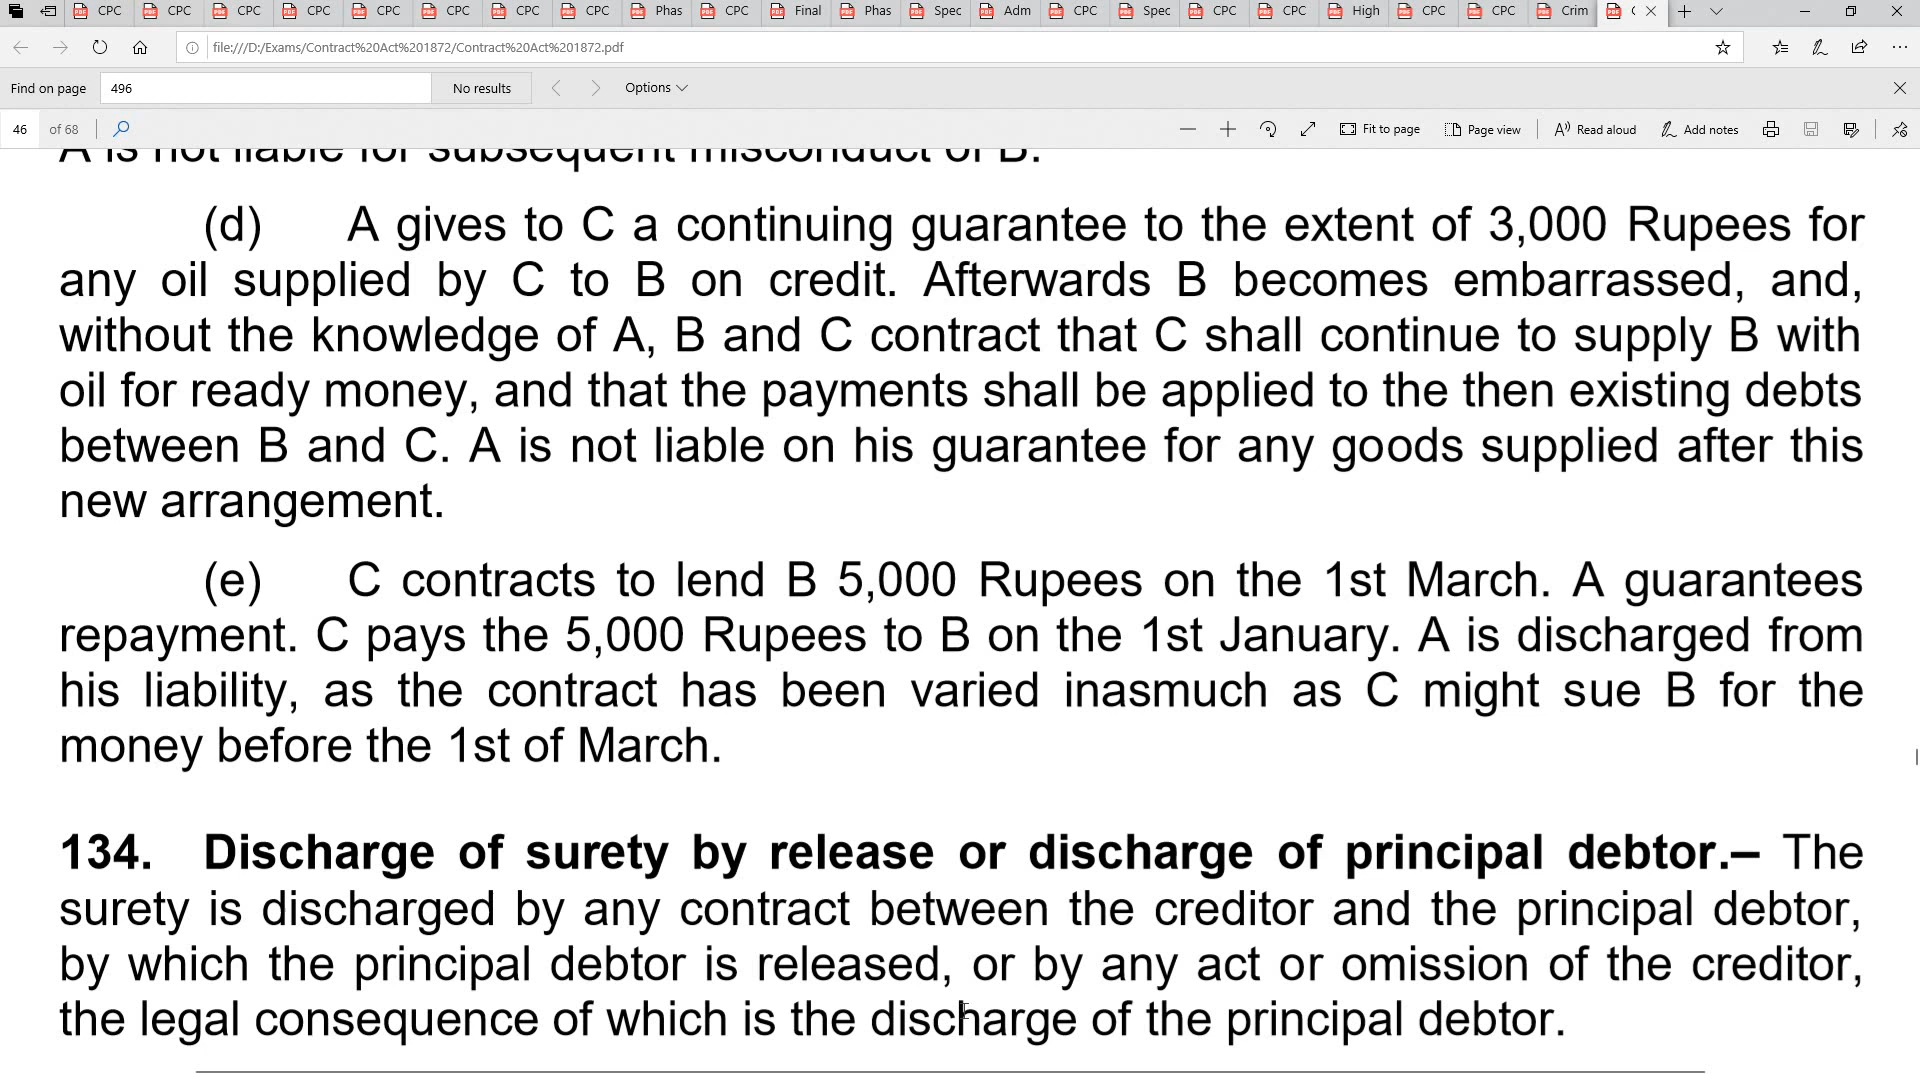 CPC CPC CPC CPC CPC CPC CPC CPC Phas CPC Final Phas Spec Adm CPC Spec CPC CPC High CPC CPC Crim
file:///D:/Exams/Contract%20Act%201872/Contract%20Act%201872.pdf
Find on page 496 No results Options
46 of 68 Fit to page Page view Read aloud Add notes
A is not liable for subsequent misconduct of B.
(d) A gives to C a continuing guarantee to the extent of 3,000 Rupees for
any oil supplied by C to B on credit. Afterwards B becomes embarrassed, and,
without the knowledge of A, B and C contract that C shall continue to supply B with
oil for ready money, and that the payments shall be applied to the then existing debts
between B and C. A is not liable on his guarantee for any goods supplied after this
new arrangement.
(e) C contracts to lend B 5,000 Rupees on the 1st March. A guarantees
repayment. C pays the 5,000 Rupees to B on the 1st January. A is discharged from
his liability, as the contract has been varied inasmuch as C might sue B for the
money before the 1st of March.
134. Discharge of surety by release or discharge of principal debtor.– The
surety is discharged by any contract between the creditor and the principal debtor,
by which the principal debtor is released, or by any act or omission of the creditor,
the legal consequence of which is the discharge of the principal debtor.